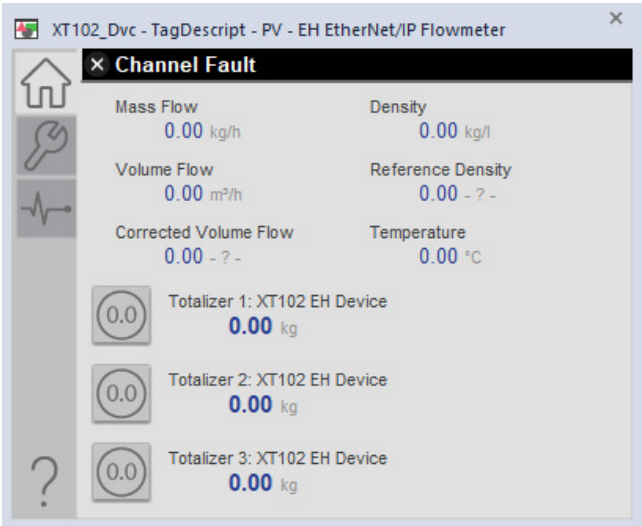 XT102_Dvc - TagDescript - PV - EH EtherNet/IP Flowmeter
Channel Fault
Mass Flow Density
0.00 kg/h 0.00 kg/l
Volume Flow Reference Density
0.00 m³/h 0.00 - ? -
Corrected Volume Flow Temperature
0.00 - ? - 0.00 °C
0.0 Totalizer 1: XT102 EH Device
0.00 kg
0.0 Totalizer 2: XT102 EH Device
0.00 kg
0.0 Totalizer 3: XT102 EH Device
0.00 kg
?